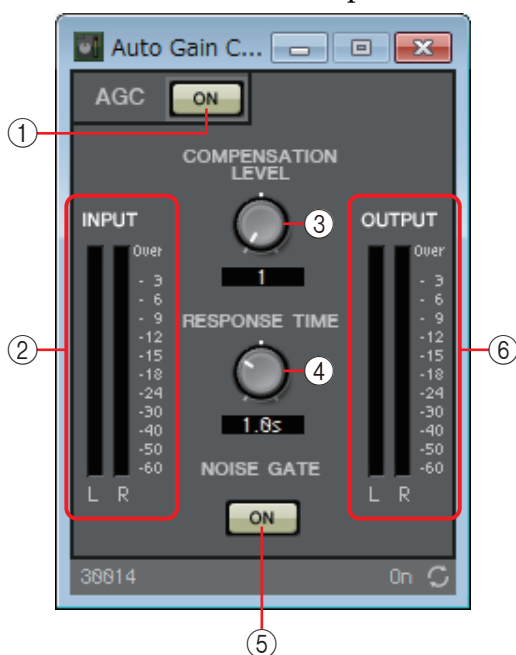 Auto Gain C...
AGC
ON
①
COMPENSATION
LEVEL
③
1
INPUT
Over
- 3
- 6
- 9
-12
-15
-18
-24
-30
-40
-50
-60
L R
②
RESPONSE TIME
④
1.0s
NOISE GATE
ON
⑤
OUTPUT
Over
- 3
- 6
- 9
-12
-15
-18
-24
-30
-40
-50
-60
L R
⑥
30014
On